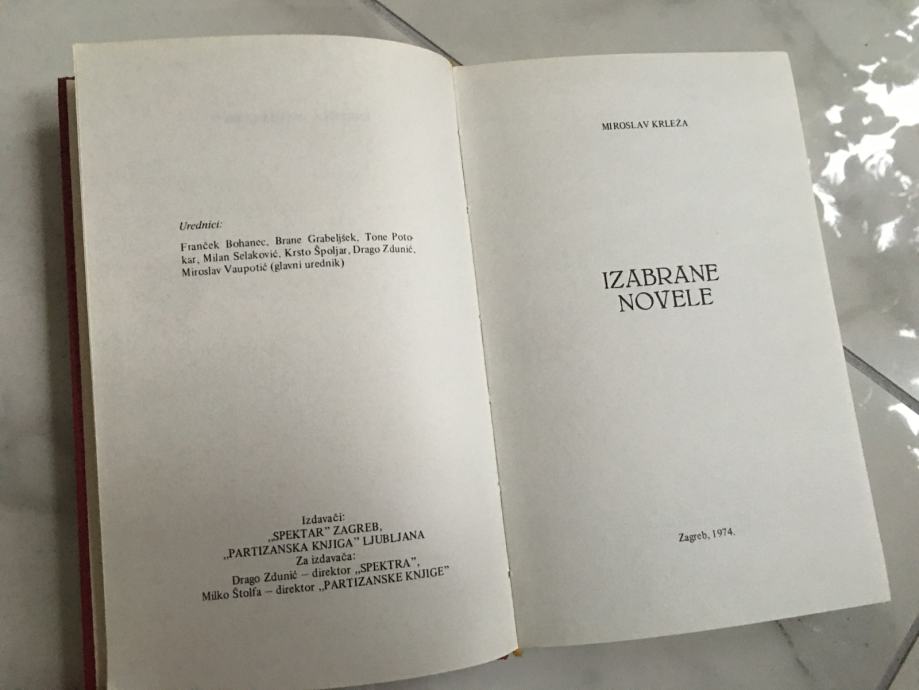 Urednici:
Franček Bohanec, Brane Grabeljšek, Tone Poto-
kar, Milan Selaković, Krsto Špoljar, Drago Zdunić,
Miroslav Vaupotić (glavni urednik)
Izdavači:
„SPEKTAR” ZAGREB,
„PARTIZANSKA KNJIGA” LJUBLJANA
Za izdavača:
Drago Zdunić – direktor „SPEKTRA”,
Milko Štolfa – direktor „PARTIZANSKE KNJIGE”
MIROSLAV KRLEŽA
IZABRANE
NOVELE
Zagreb, 1974.